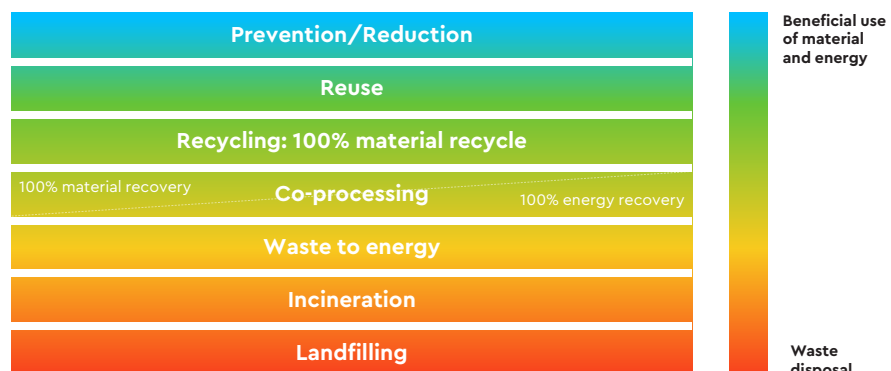 Prevention/Reduction
Reuse
Recycling: 100% material recycle
100% material recovery
Co-processing
100% energy recovery
Waste to energy
Incineration
Landfilling
Beneficial use
of material
and energy
Waste
disposal